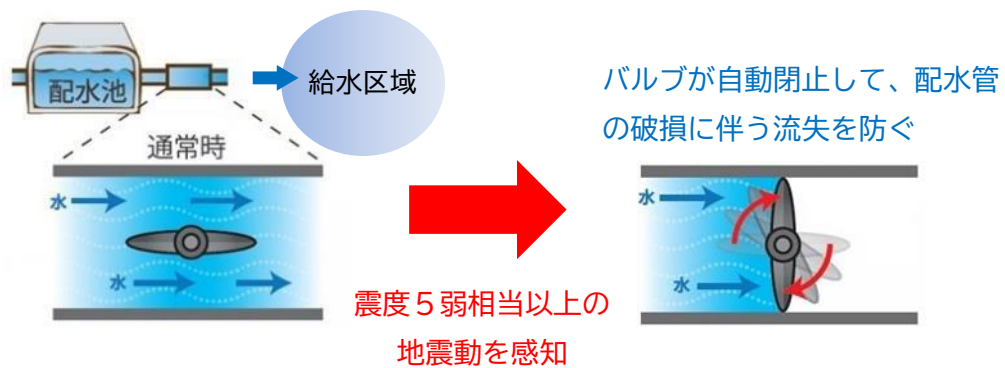 配水池
給水区域
通常時
水
水
震度５弱相当以上の
地震動を感知
バルブが自動閉止して、配水管
の破損に伴う流失を防ぐ
水
水